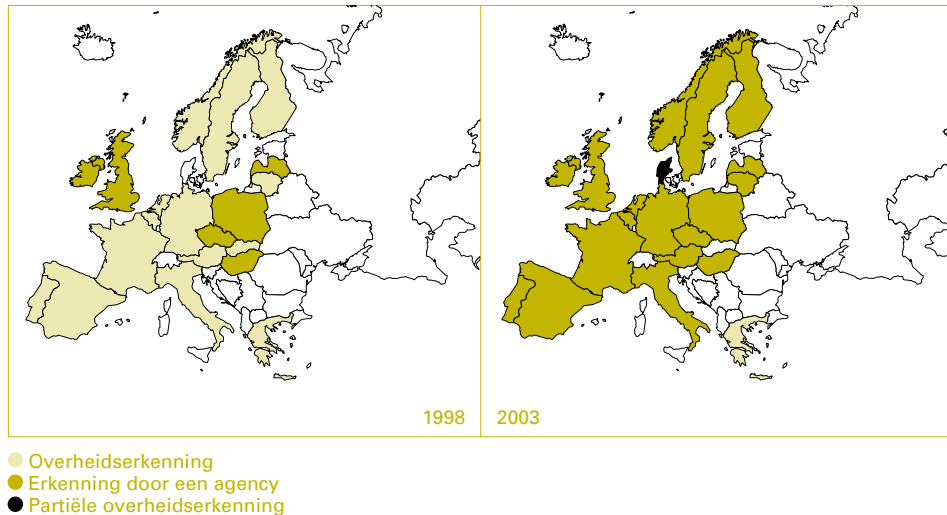 1998
2003
Overheidserkenning
Erkenning door een agency
Partiële overheidserkenning